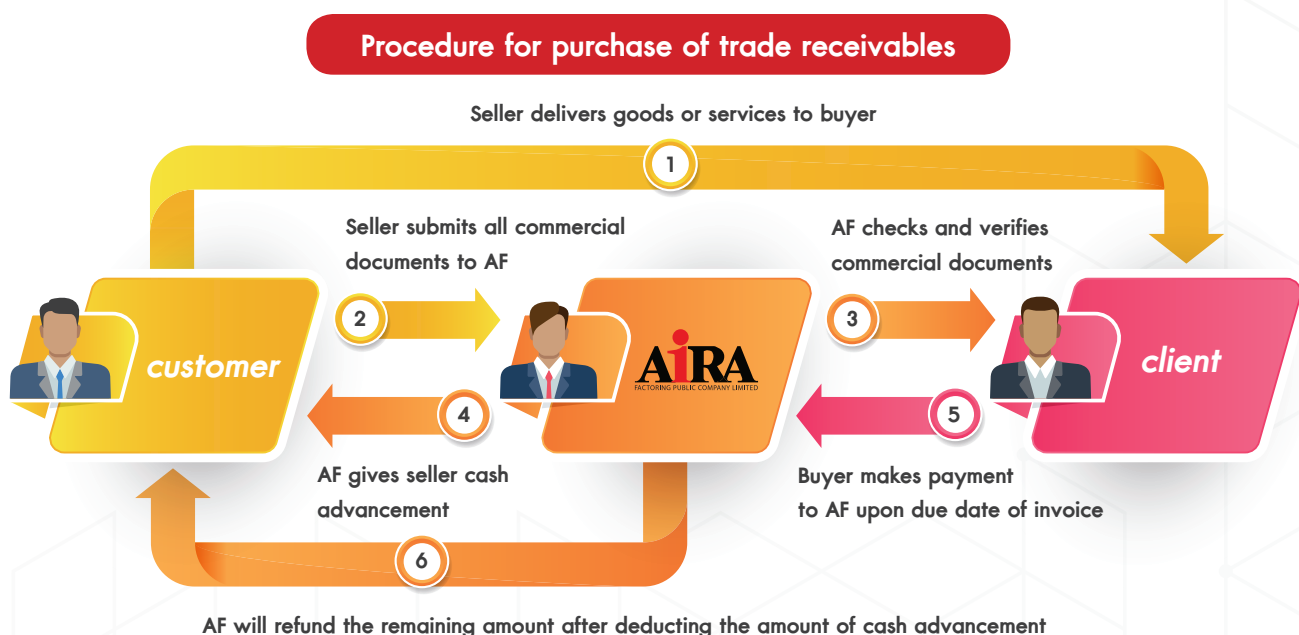 Procedure for purchase of trade receivables
Seller delivers goods or services to buyer
1
Seller submits all commercial
documents to AF
AF checks and verifies
commercial documents
2
3
customer
AiRA
FACTORING PUBLIC COMPANY LIMITED
client
4
5
AF gives seller cash
advancement
Buyer makes payment
to AF upon due date of invoice
6
AF will refund the remaining amount after deducting the amount of cash advancement